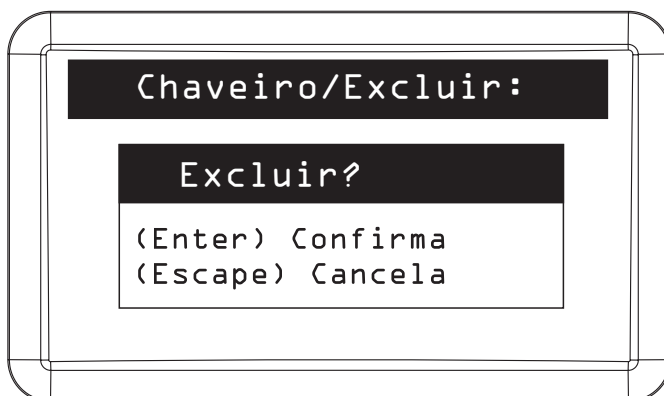 Chaveiro/Excluir:
Excluir?
(Enter) Confirma
(Escape) Cancela